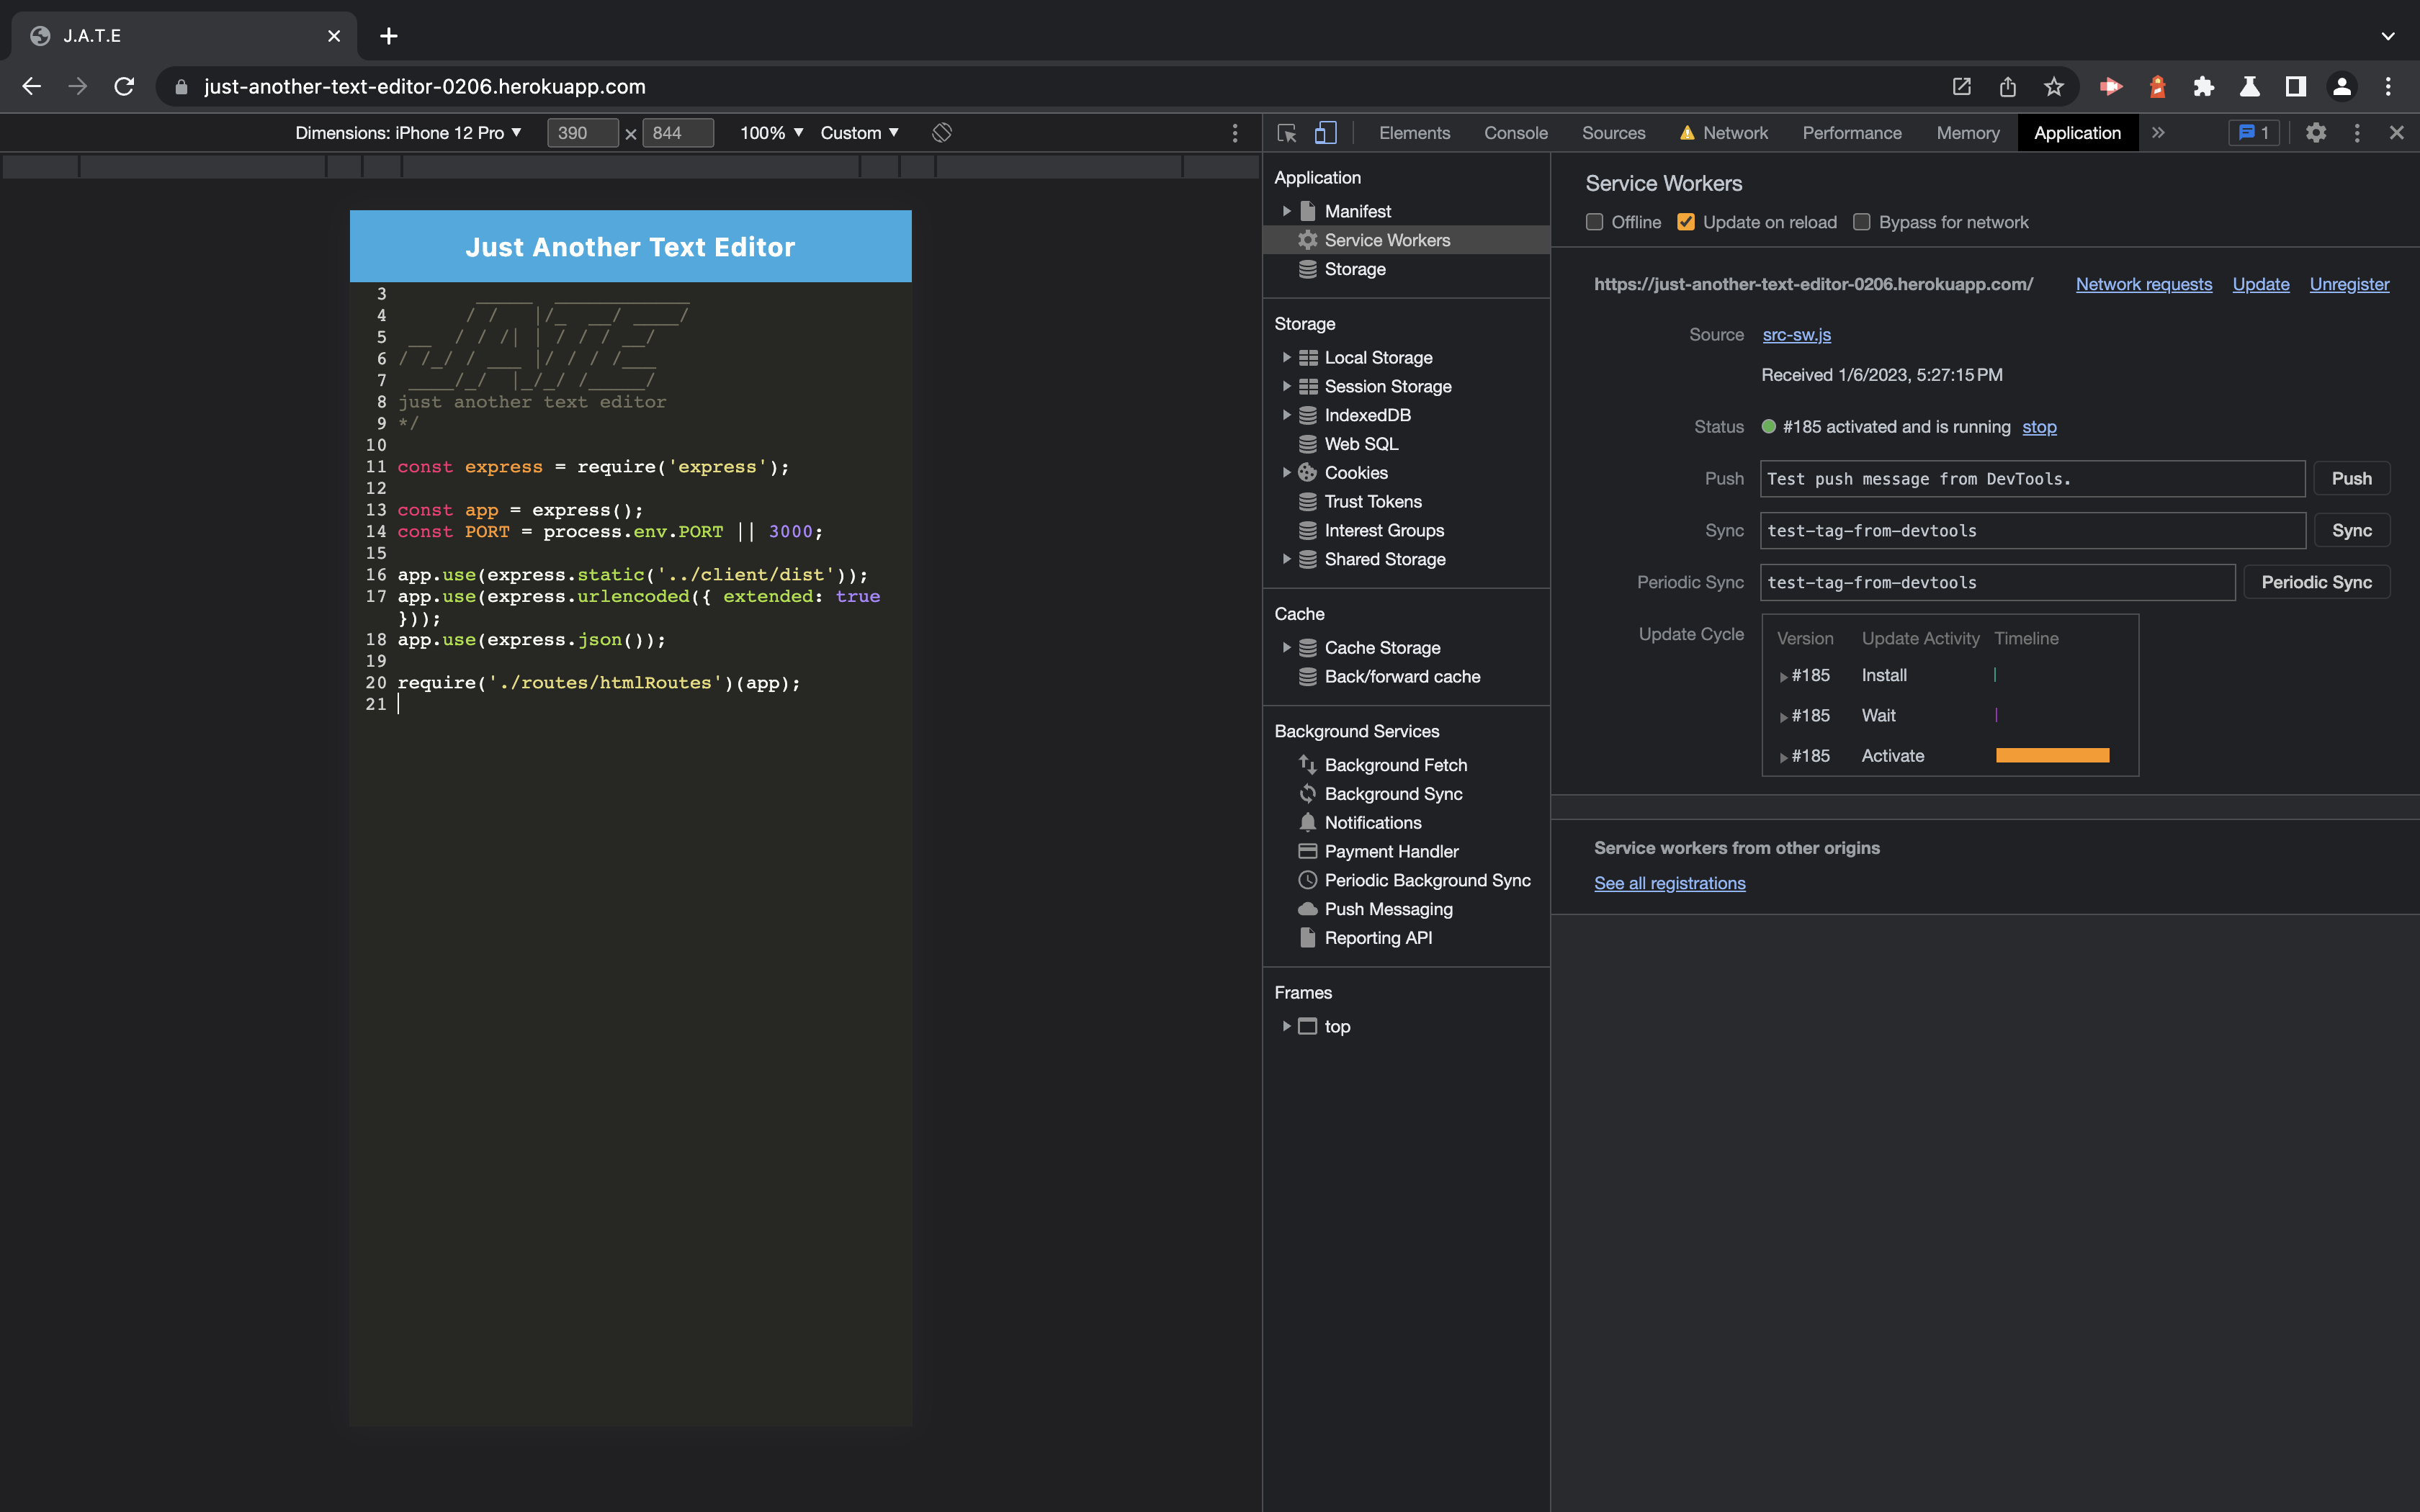 J.A.T.E
just-another-text-editor-0206.herokuapp.com
Dimensions: iPhone 12 Pro ▼ 390 × 844 100% ▼ Custom ▼
Elements Console Sources Network Performance Memory Application » 1
Just Another Text Editor
3        _____  ____________
4       / /   |/_  __/ ____/
5  __  / / /| | / / / __/
6 / /_/ / ___ |/ / / /___
7  ____/_/  |_/_/ /_____/
8 just another text editor
9 */
10
11 const express = require('express');
12
13 const app = express();
14 const PORT = process.env.PORT || 3000;
15
16 app.use(express.static('../client/dist'));
17 app.use(express.urlencoded({ extended: true
}));
18 app.use(express.json());
19
20 require('./routes/htmlRoutes')(app);
21
Application
Manifest
Service Workers
Storage
Storage
Local Storage
Session Storage
IndexedDB
Web SQL
Cookies
Trust Tokens
Interest Groups
Shared Storage
Cache
Cache Storage
Back/forward cache
Background Services
Background Fetch
Background Sync
Notifications
Payment Handler
Periodic Background Sync
Push Messaging
Reporting API
Frames
top
Service Workers
Offline Update on reload Bypass for network
https://just-another-text-editor-0206.herokuapp.com/ Network requests Update Unregister
Source src-sw.js
Received 1/6/2023, 5:27:15 PM
Status #185 activated and is running stop
Push Test push message from DevTools. Push
Sync test-tag-from-devtools Sync
Periodic Sync test-tag-from-devtools Periodic Sync
Update Cycle Version Update Activity Timeline
#185 Install
#185 Wait
#185 Activate
Service workers from other origins
See all registrations